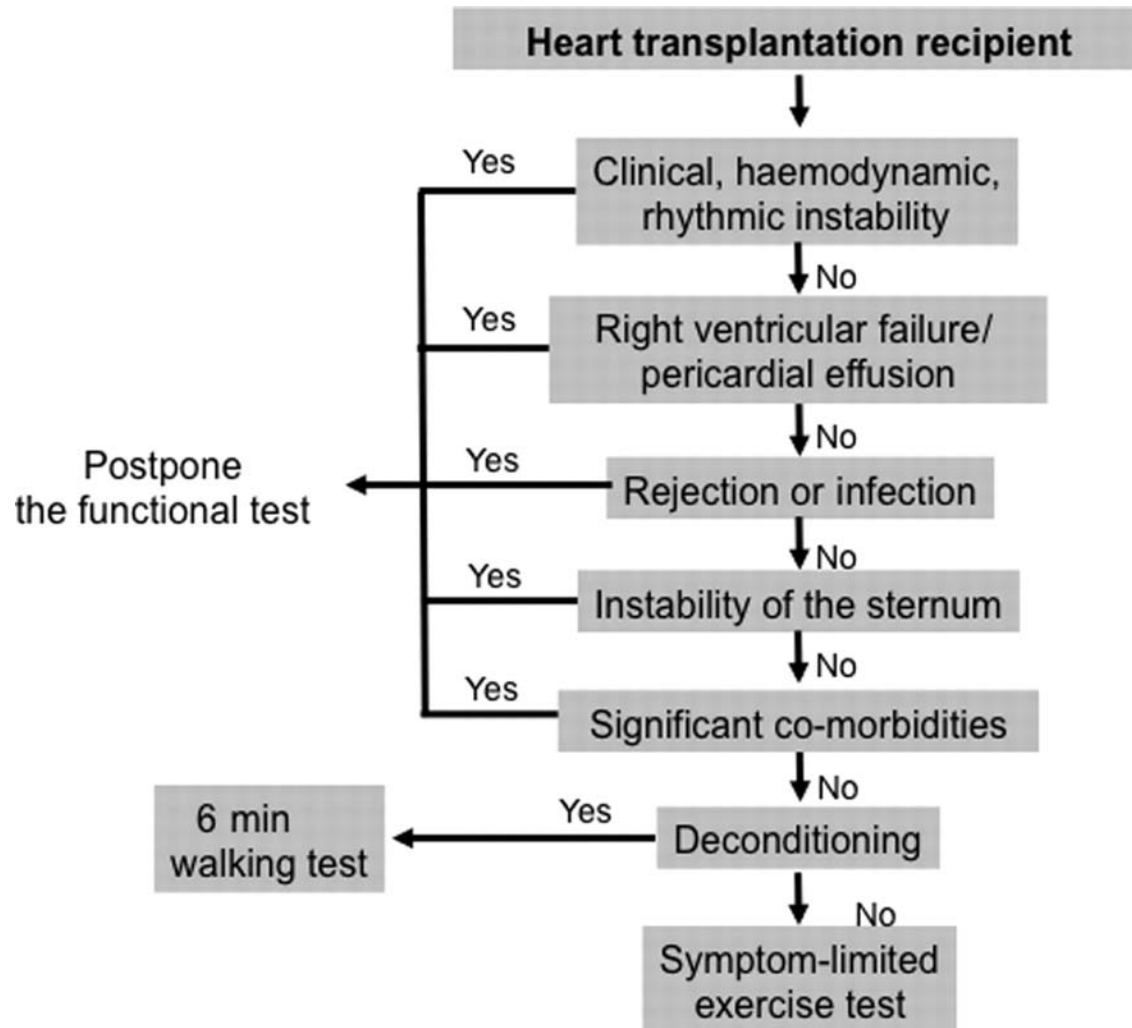 Heart transplantation recipient
Yes
Clinical, haemodynamic,
rhythmic instability
No
Yes
Right ventricular failure/
pericardial effusion
No
Postpone
the functional test
Yes
Rejection or infection
No
Yes
Instability of the sternum
No
Yes
Significant co-morbidities
No
6 min
walking test
Yes
Deconditioning
No
Symptom-limited
exercise test